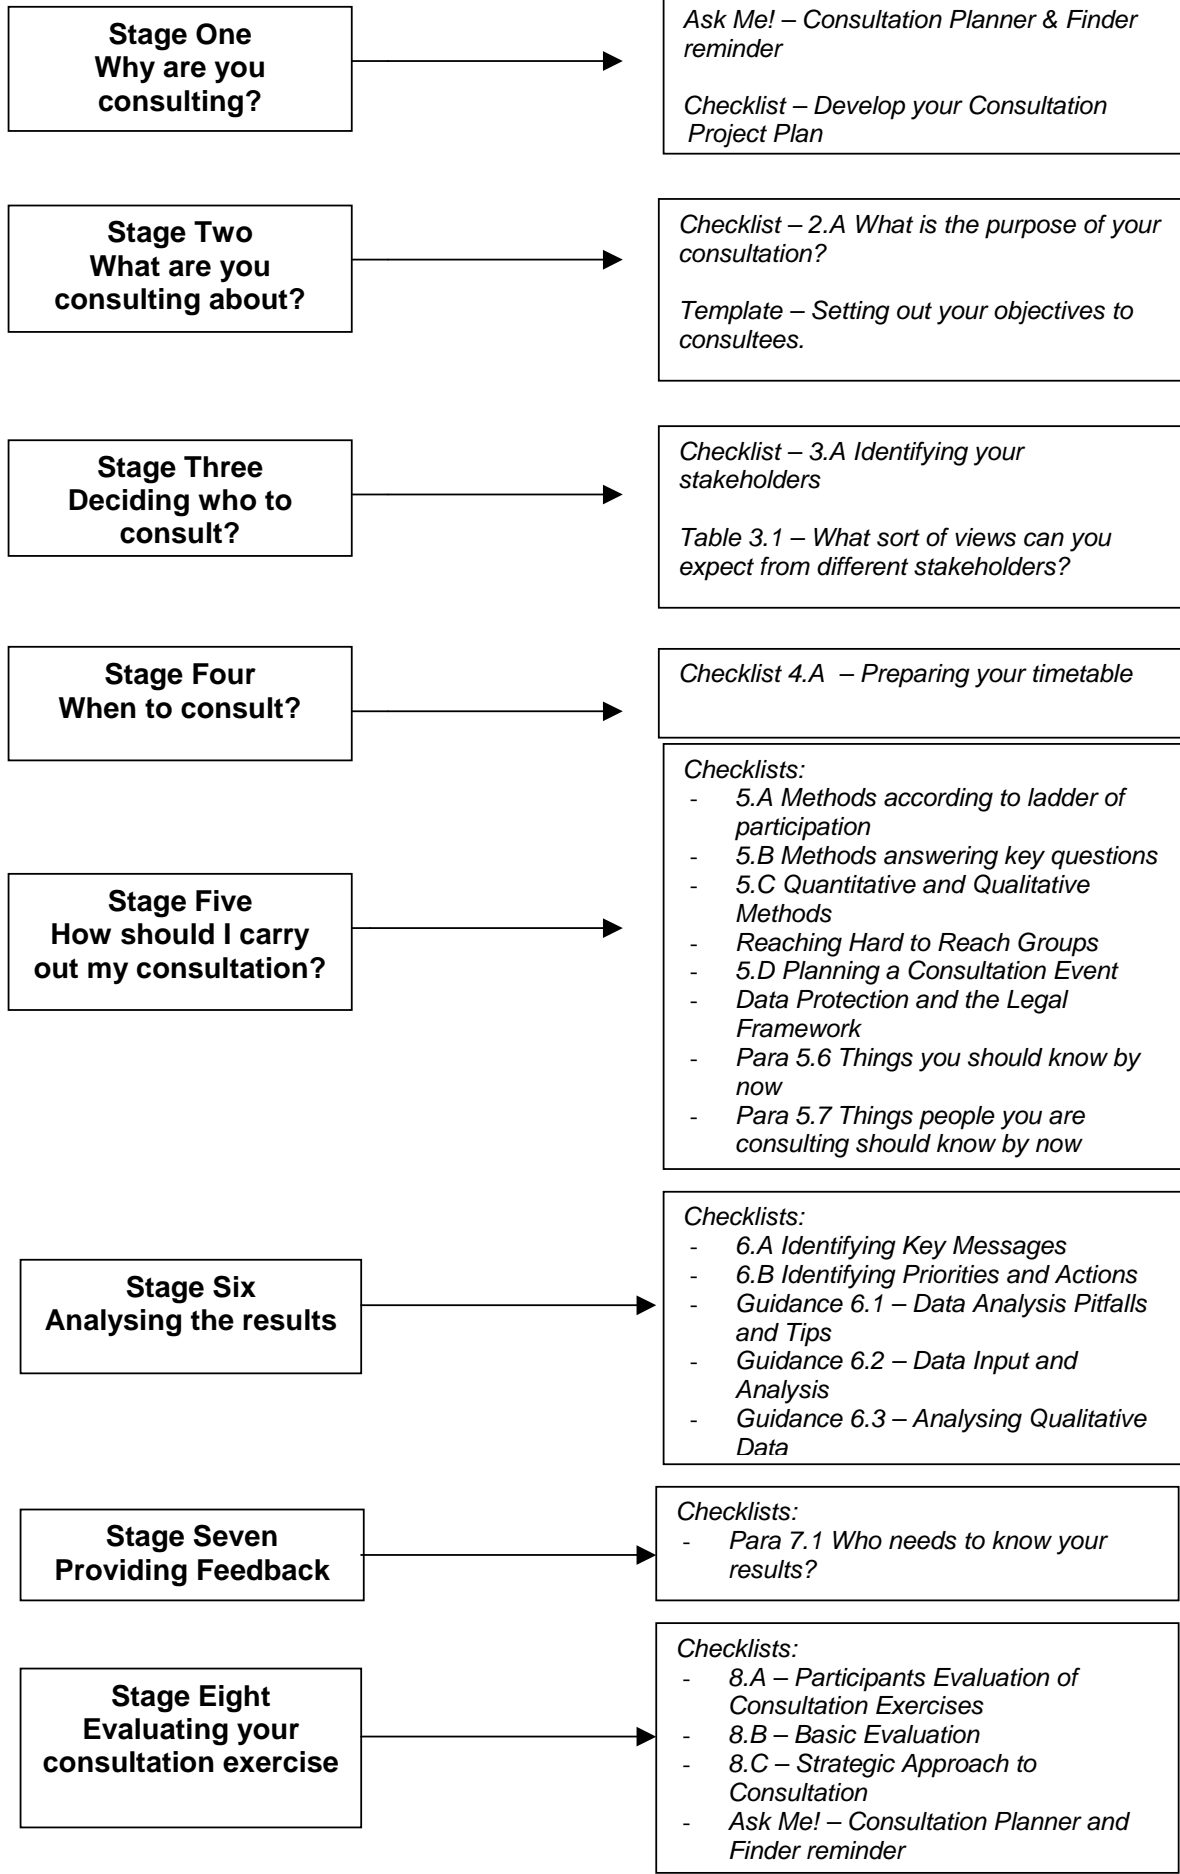 Stage One
Why are you
consulting?
Ask Me! – Consultation Planner & Finder
reminder
Checklist – Develop your Consultation
Project Plan
Stage Two
What are you
consulting about?
Checklist – 2.A What is the purpose of your
consultation?
Template – Setting out your objectives to
consultees.
Stage Three
Deciding who to
consult?
Checklist – 3.A Identifying your
stakeholders
Table 3.1 – What sort of views can you
expect from different stakeholders?
Stage Four
When to consult?
Checklist 4.A – Preparing your timetable
Stage Five
How should I carry
out my consultation?
Checklists:
- 5.A Methods according to ladder of
participation
- 5.B Methods answering key questions
- 5.C Quantitative and Qualitative
Methods
- Reaching Hard to Reach Groups
- 5.D Planning a Consultation Event
- Data Protection and the Legal
Framework
- Para 5.6 Things you should know by
now
- Para 5.7 Things people you are
consulting should know by now
Stage Six
Analysing the results
Checklists:
- 6.A Identifying Key Messages
- 6.B Identifying Priorities and Actions
- Guidance 6.1 – Data Analysis Pitfalls
and Tips
- Guidance 6.2 – Data Input and
Analysis
- Guidance 6.3 – Analysing Qualitative
Data
Stage Seven
Providing Feedback
Checklists:
- Para 7.1 Who needs to know your
results?
Stage Eight
Evaluating your
consultation exercise
Checklists:
- 8.A – Participants Evaluation of
Consultation Exercises
- 8.B – Basic Evaluation
- 8.C – Strategic Approach to
Consultation
- Ask Me! – Consultation Planner and
Finder reminder